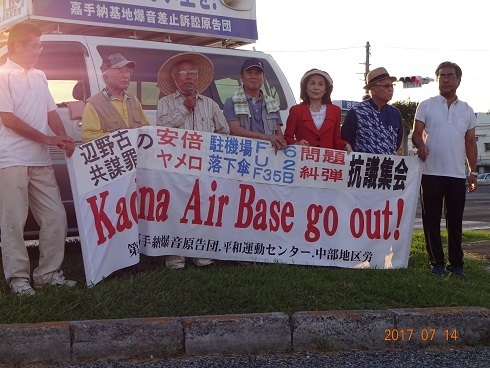 嘉手納基地爆音差止訴訟原告団
辺野古の 安倍 駐機場 F16 問題 抗議集会
共謀罪 ヤメロ 落下傘 U2 F35B 糾弾
Kadena Air Base go out!
嘉手納爆音原告団.平和運動センター.中部地区労
2017 07 14